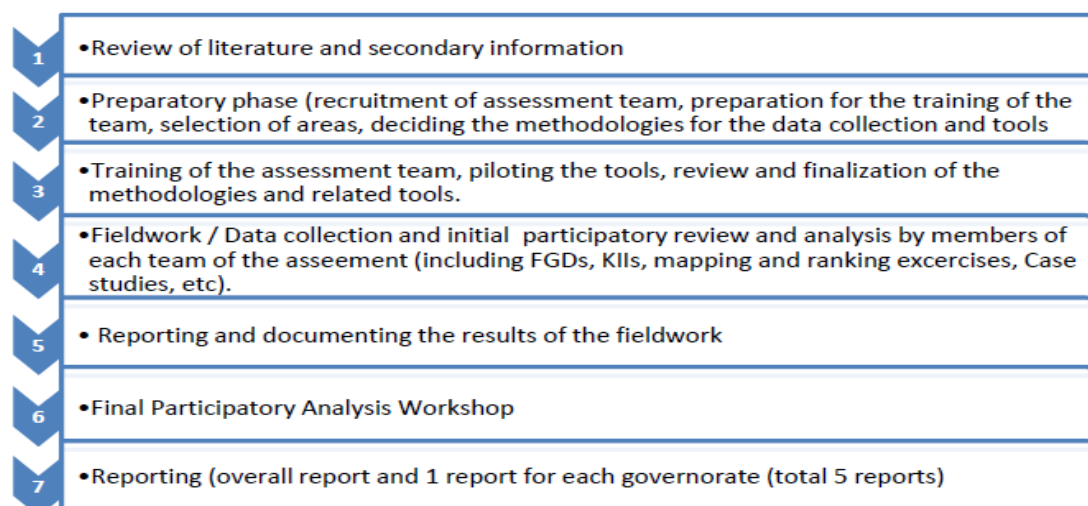 1
•Review of literature and secondary information
2
•Preparatory phase (recruitment of assessment team, preparation for the training of the
team, selection of areas, deciding the methodologies for the data collection and tools
3
•Training of the assessment team, piloting the tools, review and finalization of the
methodologies and related tools.
4
•Fieldwork / Data collection and initial participatory review and analysis by members of
each team of the asseement (including FGDs, KIIs, mapping and ranking excercises, Case
studies, etc).
5
• Reporting and documenting the results of the fieldwork
6
•Final Participatory Analysis Workshop
7
•Reporting (overall report and 1 report for each governorate (total 5 reports)